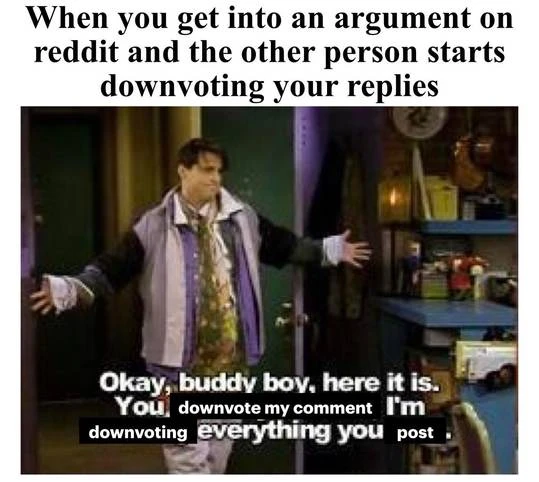 When you get into an argument on
reddit and the other person starts
downvoting your replies
Okay, buddy boy, here it is.
You downvote my comment I'm
downvoting everything you post .